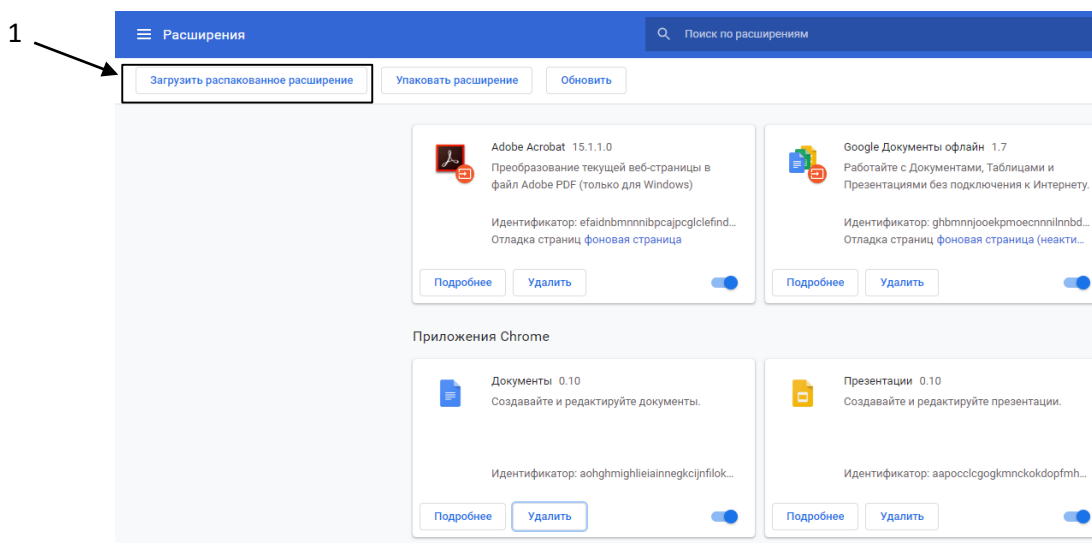 1
Расширения
Поиск по расширениям
Загрузить распакованное расширение
Упаковать расширение
Обновить
Adobe Acrobat 15.1.1.0
Преобразование текущей веб-страницы в
файл Adobe PDF (только для Windows)
Идентификатор: efaidnbmnnnibpcajpcglclefind...
Отладка страниц фоновая страница
Подробнее
Удалить
Google Документы офлайн 1.7
Работайте с Документами, Таблицами и
Презентациями без подключения к Интернету.
Идентификатор: ghbmnnjooekpmoecnnnilnnbd...
Отладка страниц фоновая страница (неакти...
Подробнее
Удалить
Приложения Chrome
Документы 0.10
Создавайте и редактируйте документы.
Идентификатор: aohghmighlieiainnegkcijnfilok...
Подробнее
Удалить
Презентации 0.10
Создавайте и редактируйте презентации.
Идентификатор: aapocclcgogkmnckokdopfmh...
Подробнее
Удалить